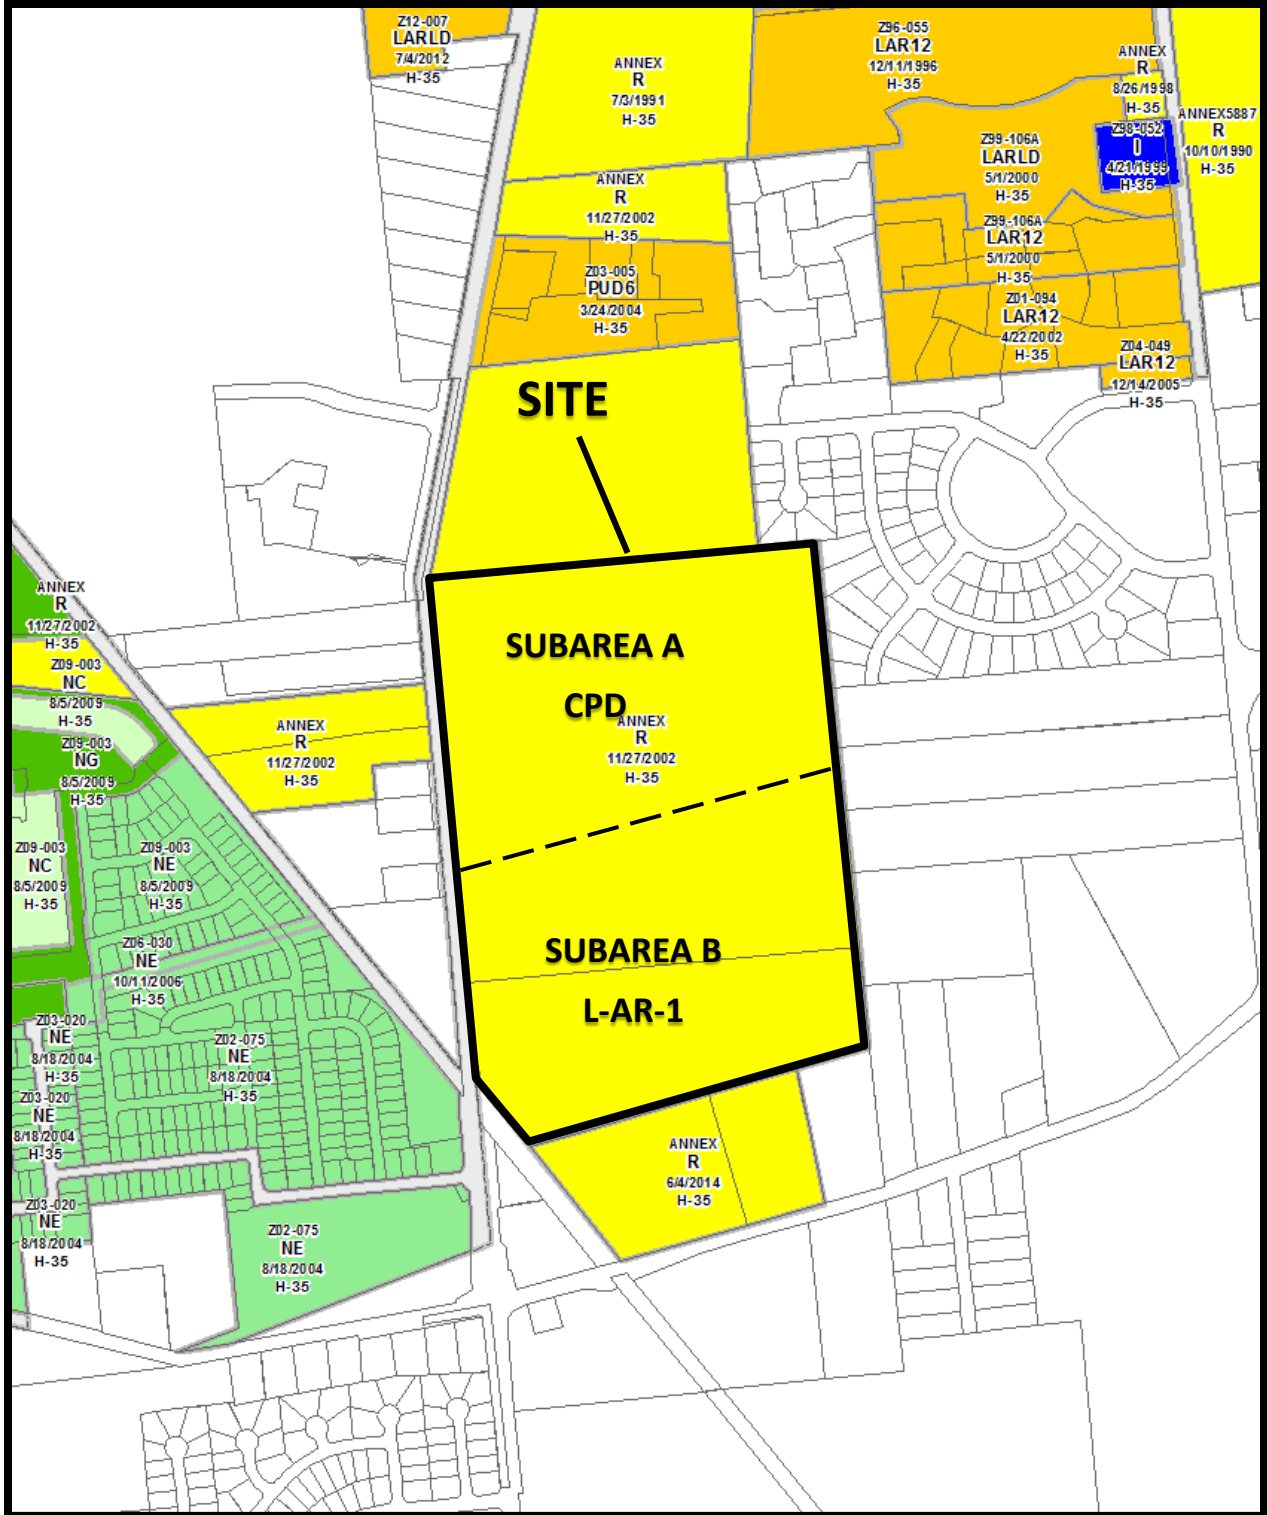 Z12-007
LARLD
7/4/2012
H-35
ANNEX
R
7/3/1991
H-35
Z96-055
LAR12
12/11/1996
H-35
ANNEX
R
8/26/1998
H-35
ANNEX5887
R
10/10/1990
H-35
Z98-052
I
4/21/1999
H-35
Z99-106A
LARLD
5/1/2000
H-35
ANNEX
R
11/27/2002
H-35
Z99-106A
LAR12
5/1/2000
H-35
Z03-005
PUD6
3/24/2004
H-35
Z01-094
LAR12
4/22/2002
H-35
Z04-049
LAR12
12/14/2005
H-35
SITE
ANNEX
R
11/27/2002
H-35
Z09-003
NC
8/5/2009
H-35
Z09-003
NG
8/5/2009
H-35
SUBAREA A
CPD
ANNEX
R
11/27/2002
H-35
ANNEX
R
11/27/2002
H-35
Z09-003
NC
8/5/2009
H-35
Z09-003
NE
8/5/2009
H-35
Z06-030
NE
10/11/2006
H-35
SUBAREA B
L-AR-1
Z03-020
NE
8/18/2004
H-35
Z02-075
NE
8/18/2004
H-35
Z03-020
NE
8/18/2004
H-35
ANNEX
R
6/4/2014
H-35
Z03-020
NE
8/18/2004
H-35
Z02-075
NE
8/18/2004
H-35